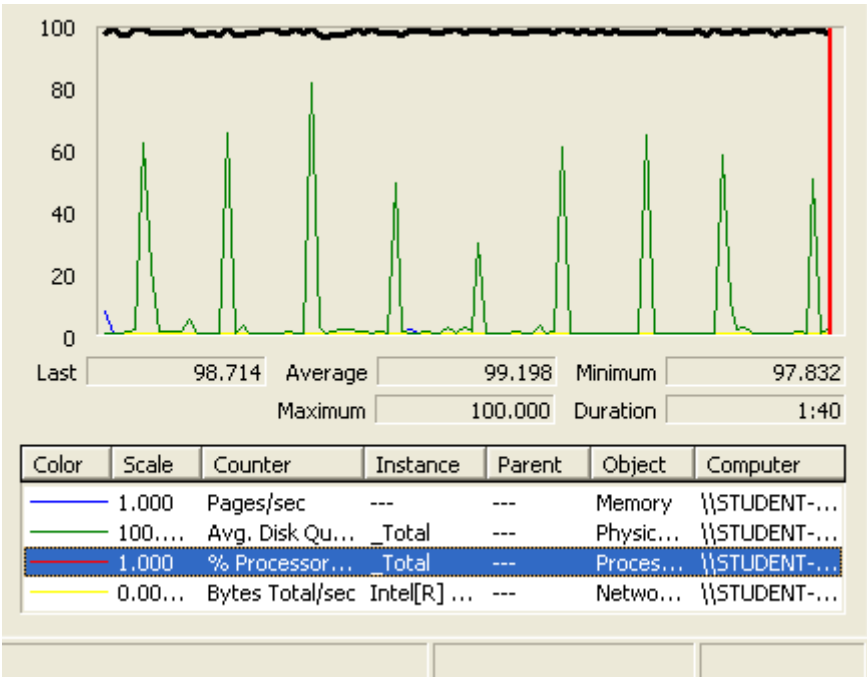 100
80
60
40
20
0
Last 98.714 Average 99.198 Minimum 97.832
Maximum 100.000 Duration 1:40
Color Scale Counter Instance Parent Object Computer
1.000 Pages/sec --- --- Memory \\STUDENT-...
100.... Avg. Disk Qu... _Total --- Physic... \\STUDENT-...
1.000 % Processor... _Total --- Proces... \\STUDENT-...
0.00... Bytes Total/sec Intel[R] ... --- Netwo... \\STUDENT-...